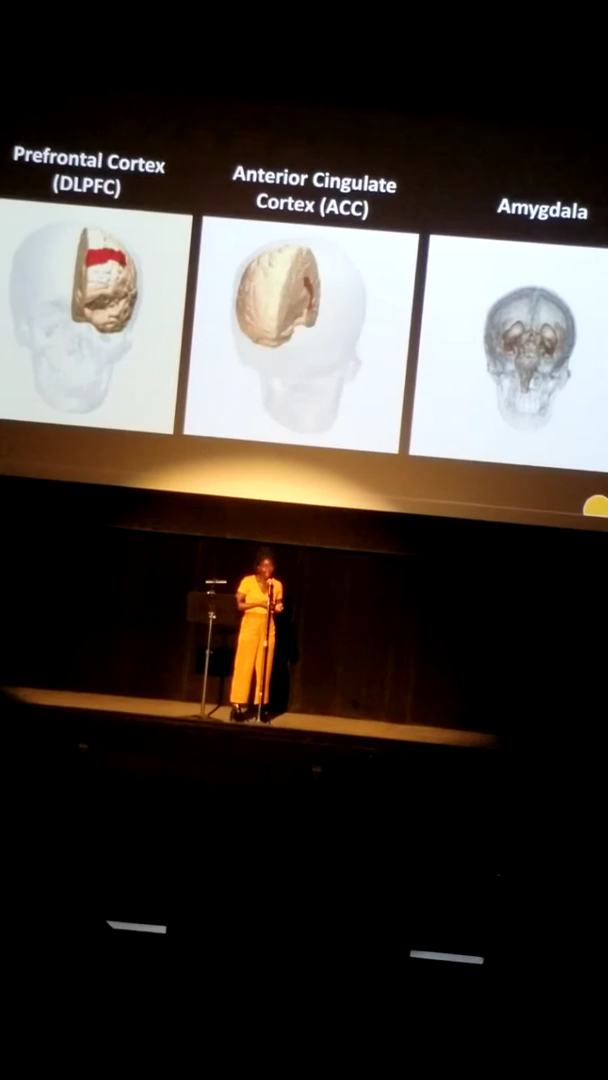 Prefrontal Cortex
(DLPFC)
Anterior Cingulate
Cortex (ACC)
Amygdala